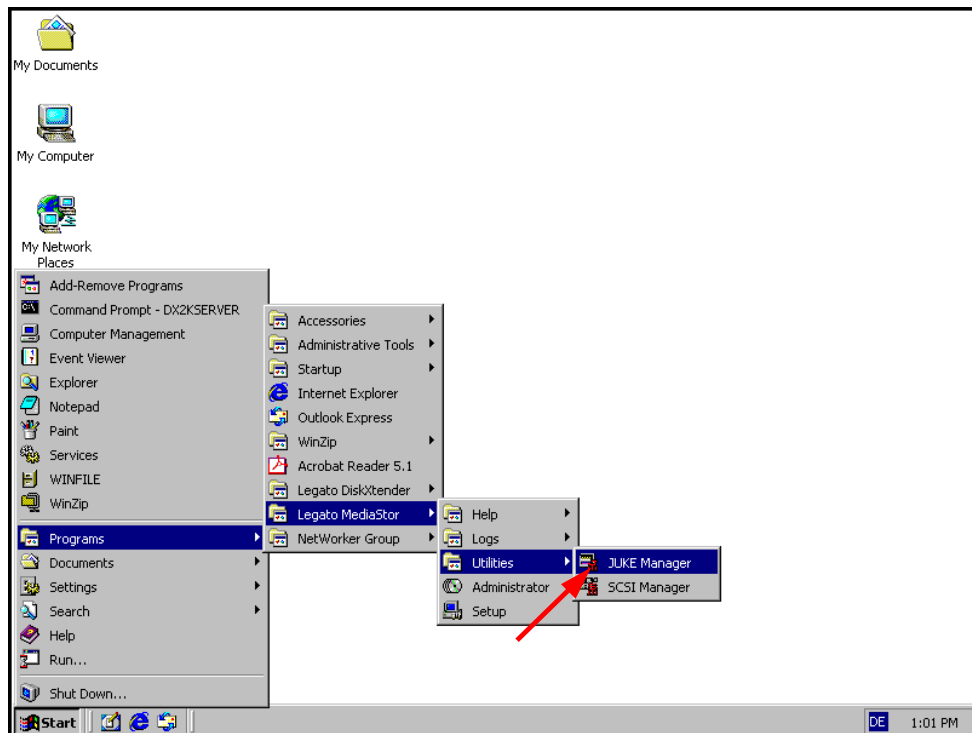 My Documents
My Computer
My Network
Places
Add-Remove Programs
Command Prompt - DX2KSERVER
Computer Management
Event Viewer
Explorer
Notepad
Paint
Services
WINFILE
WinZip
Programs
Documents
Settings
Search
Help
Run...
Shut Down...
Accessories
Administrative Tools
Startup
Internet Explorer
Outlook Express
WinZip
Acrobat Reader 5.1
Legato DiskXtender
Legato MediaStor
NetWorker Group
Help
Logs
Utilities
Administrator
Setup
JUKE Manager
SCSI Manager
Start
DE
1:01 PM